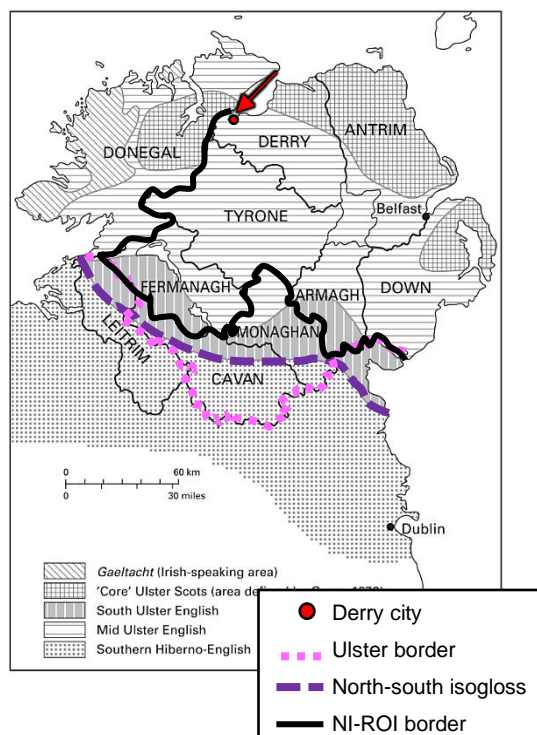 DONEGAL
DERRY
ANTRIM
TYRONE
Belfast
FERMANAGH
ARMAGH
DOWN
LEITRIM
MONAGHAN
CAVAN
0 60 km
0 30 miles
Dublin
Gaeltacht (Irish-speaking area)
'Core' Ulster Scots (area
South Ulster English
Mid Ulster English
Southern Hiberno-English
Derry city
Ulster border
North-south isogloss
NI-ROI border